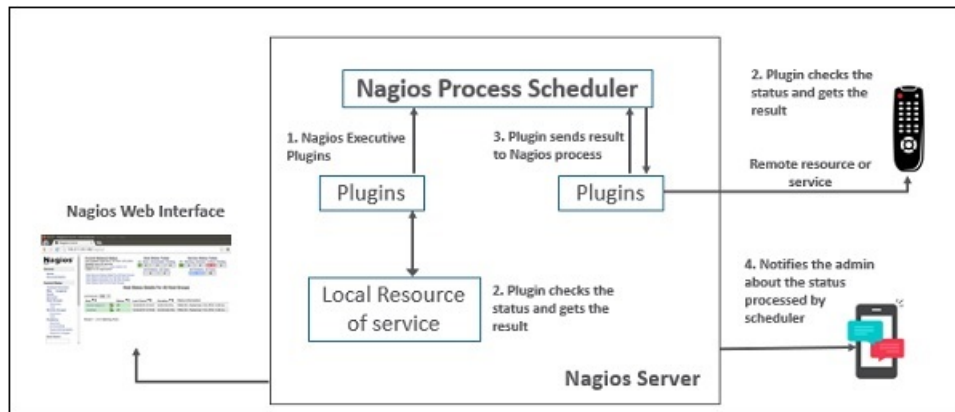 Nagios Process Scheduler
1. Nagios Executive
Plugins
3. Plugin sends result
to Nagios process
2. Plugin checks the
status and gets the
result
Plugins
Plugins
Remote resource or
service
Nagios Web Interface
Nagios
Local Resource
of service
2. Plugin checks the
status and gets the
result
4. Notifies the admin
about the status
processed by
scheduler
Nagios Server